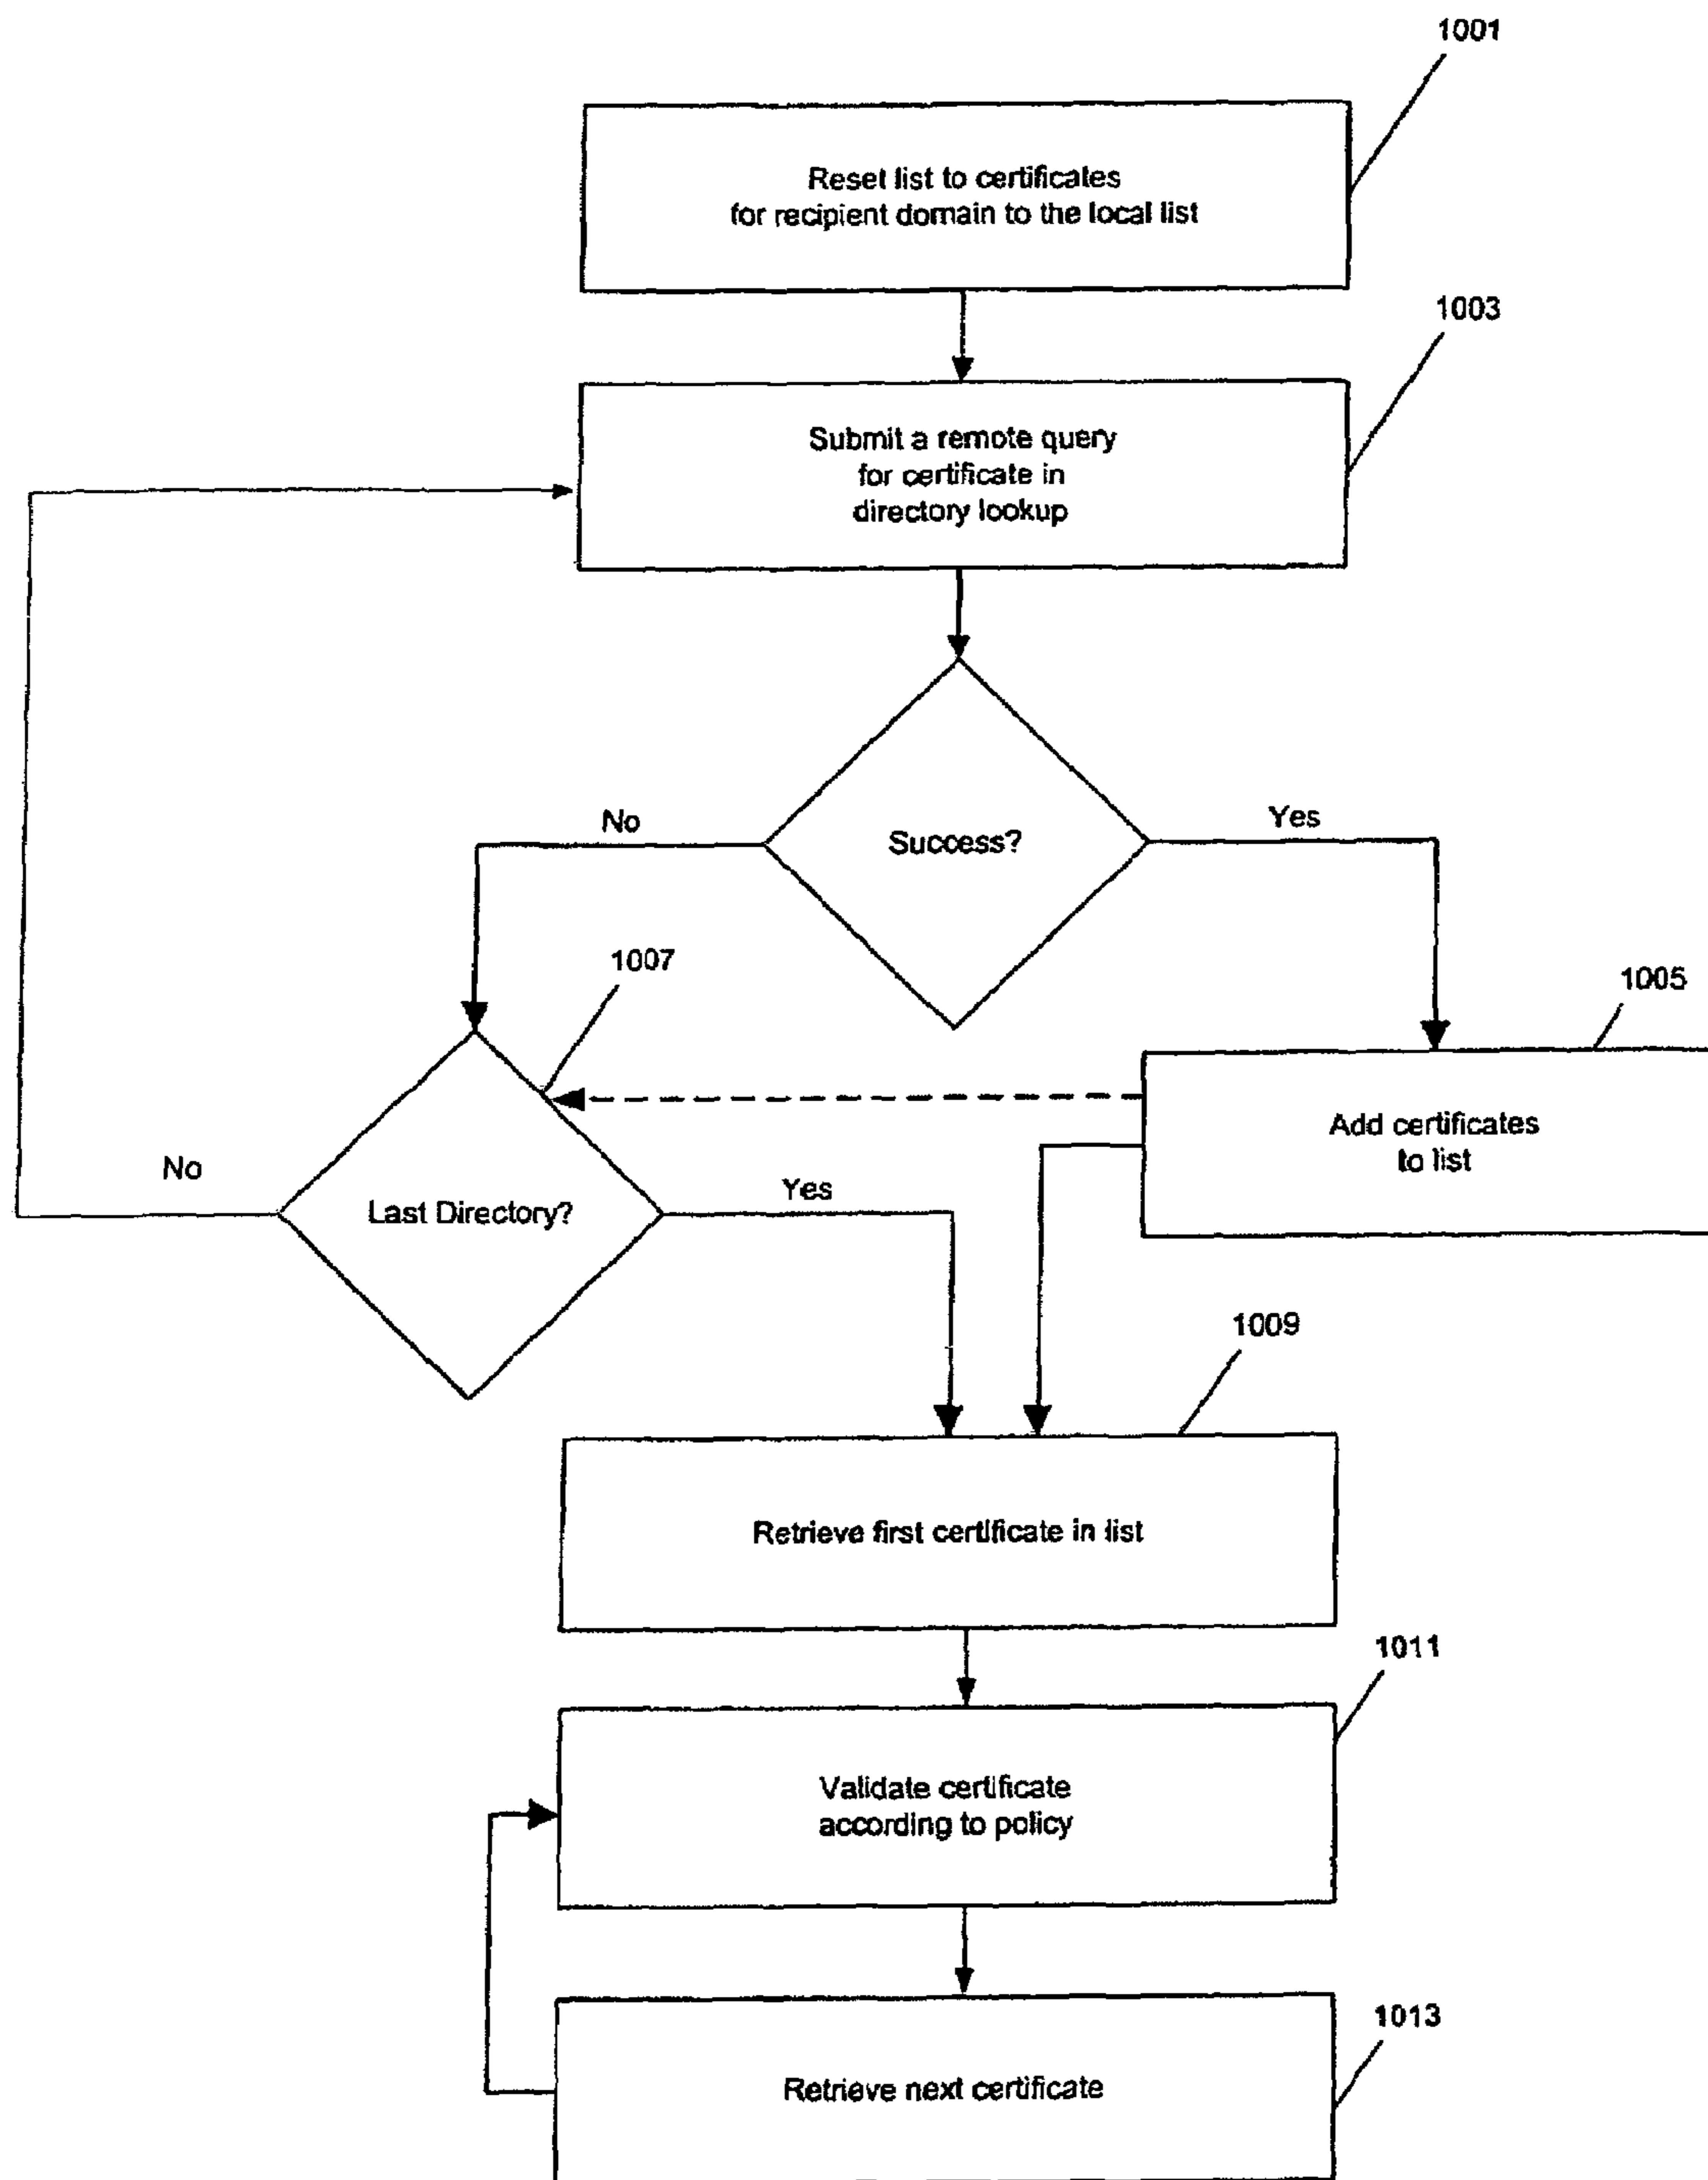 1001
Reset list to certificates
for recipient domain to the local list
1003
Submit a remote query
for certificate in
directory lookup
No
Success?
Yes
1007
1005
Add certificates
to list
No
Last Directory?
Yes
1009
Retrieve first certificate in list
1011
Validate certificate
according to policy
1013
Retrieve next certificate